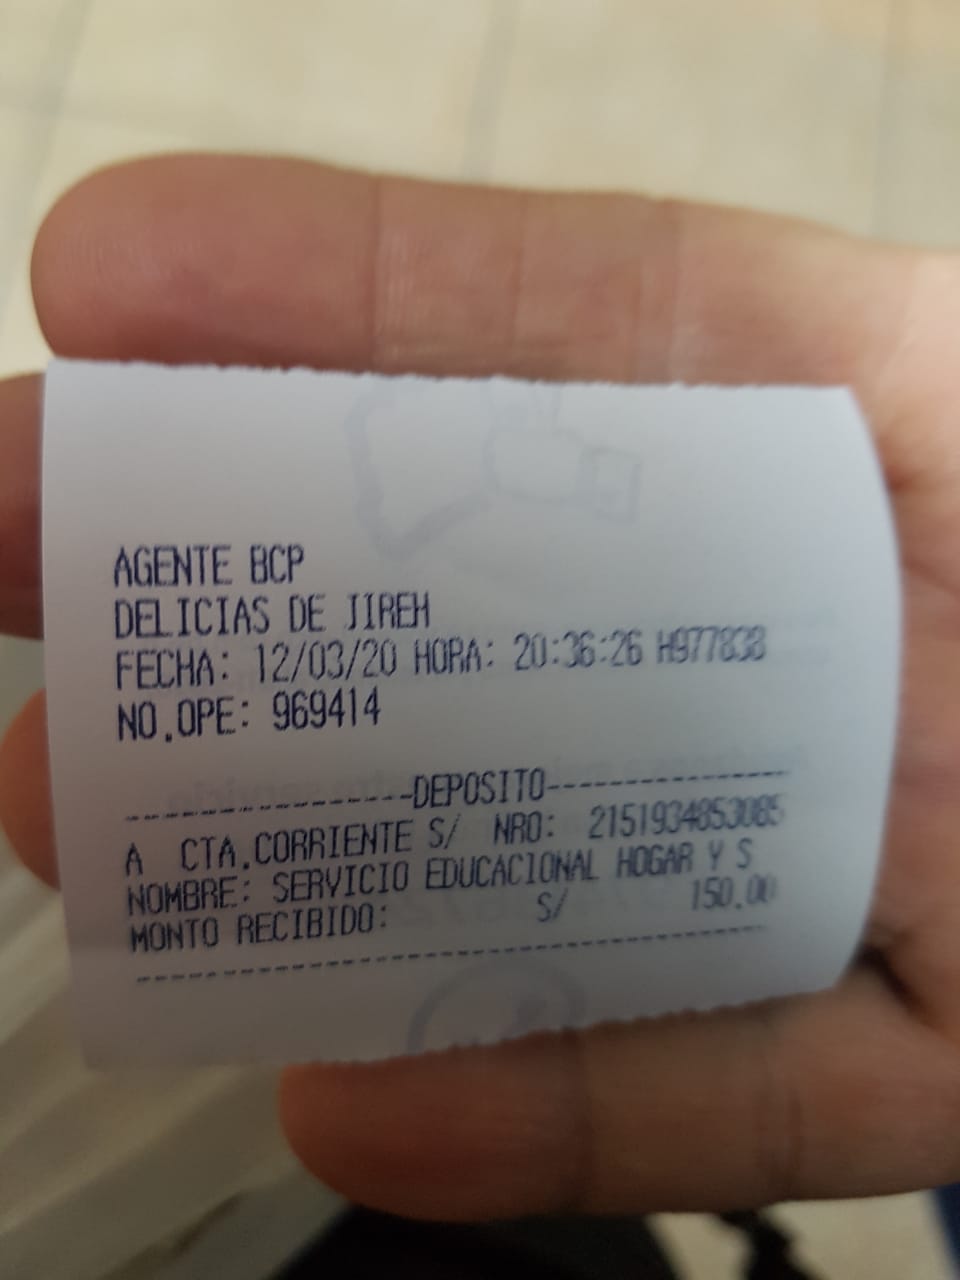 AGENTE BCP
DELICIAS DE JIREH
FECHA: 12/03/20 HORA: 20:36:26 H977838
NO.OPE: 969414
-----------------DEPOSITO-----------------
A CTA.CORRIENTE S/ NRO: 2151934853085
NOMBRE: SERVICIO EDUCACIONAL HOGAR Y S
MONTO RECIBIDO: S/ 150.00